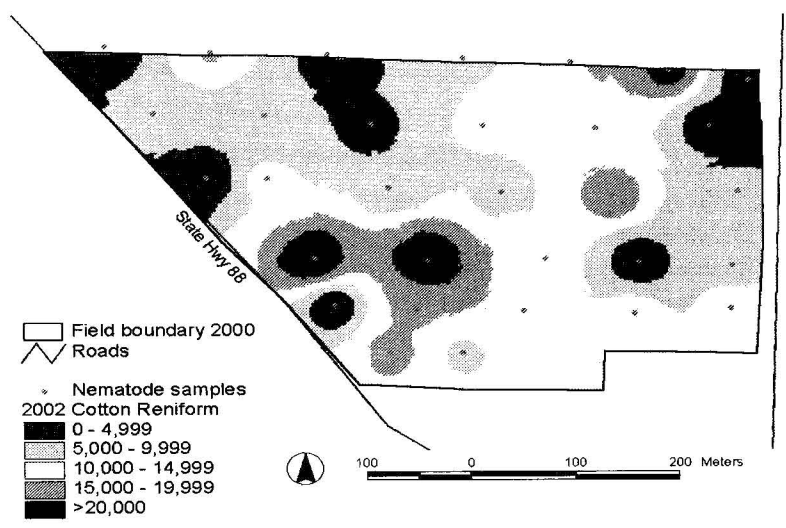 State Hwy 88
Field boundary 2000
Roads
Nematode samples
2002 Cotton Reniform
0 - 4,999
5,000 - 9,999
10,000 - 14,999
15,000 - 19,999
>20,000
100 0 100 200 Meters